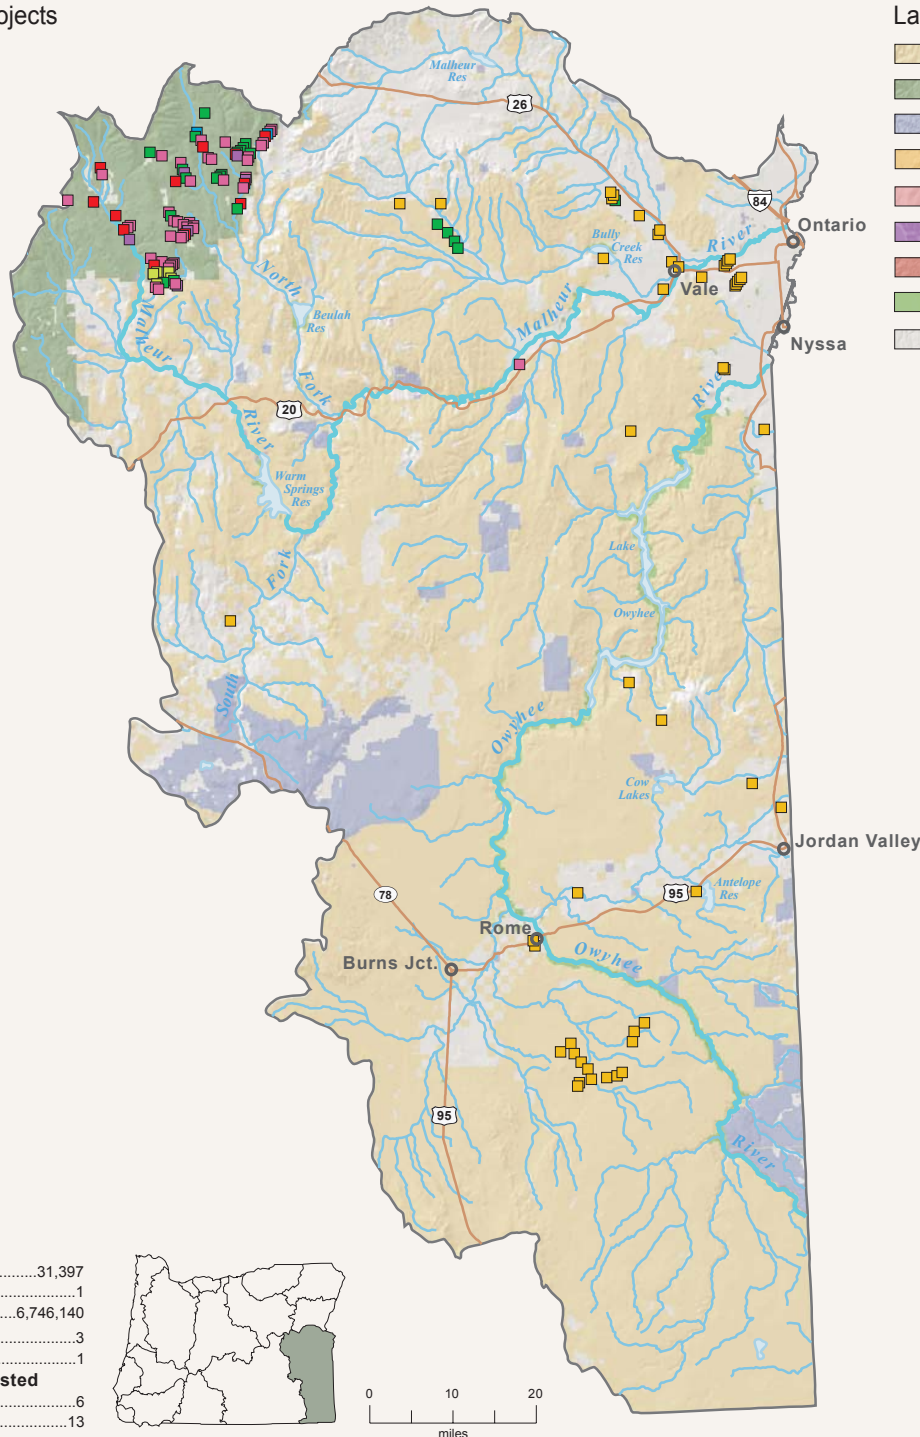 ojects
La
Malheur
Res
26
84
Ontario
River
Bully
Creek
Res
Vale
North
Malheur
Beulah
Res
Nyssa
Malheur
Fork
Rive
20
River
Warm
Springs
Res
Lake
Fork
Owyhee
South
Owyhee
Cow
Lakes
Jordan Valley
78
95
Antelope
Res
Rome
Owyhee
Burns Jct.
95
River
31,397
1
6,746,140
3
1
sted
6
13
0 10 20
miles